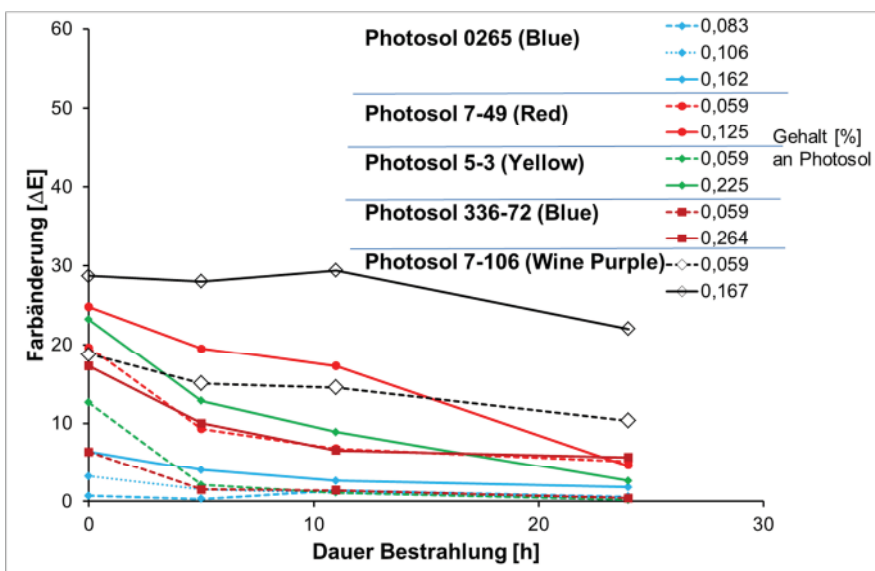 60
50
40
30
20
10
0
0
10
20
30
Farbänderung [ΔE]
Dauer Bestrahlung [h]
Photosol 0265 (Blue)
0,083
0,106
0,162
Photosol 7-49 (Red)
0,059
0,125
Gehalt [%]
an Photosol
Photosol 5-3 (Yellow)
0,059
0,225
Photosol 336-72 (Blue)
0,059
0,264
Photosol 7-106 (Wine Purple)
0,059
0,167